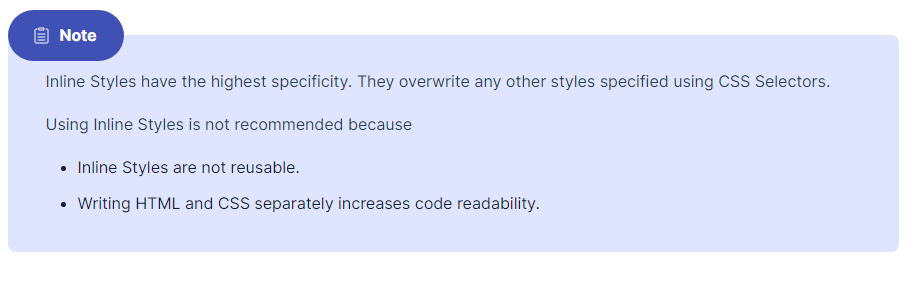 Note
Inline Styles have the highest specificity. They overwrite any other styles specified using CSS Selectors.
Using Inline Styles is not recommended because
• Inline Styles are not reusable.
• Writing HTML and CSS separately increases code readability.